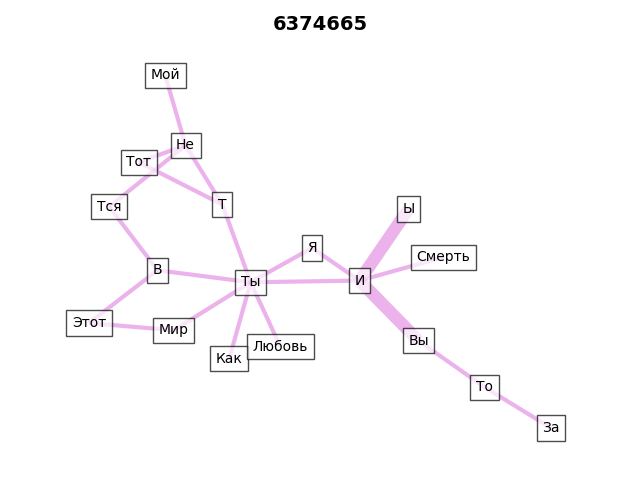 6374665
Мой
Не
Тот
Т
Тся
Ы
Я
Смерть
В
Ты
И
Этот
Мир
Вы
Любовь
Как
То
За